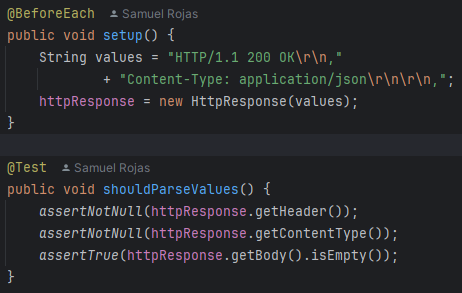 @BeforeEach Samuel Rojas
public void setup() {
    String values = "HTTP/1.1 200 OK\r\n,"
            + "Content-Type: application/json\r\n\r\n,";
    httpResponse = new HttpResponse(values);
}
@Test Samuel Rojas
public void shouldParseValues() {
    assertNotNull(httpResponse.getHeader());
    assertNotNull(httpResponse.getContentType());
    assertTrue(httpResponse.getBody().isEmpty());
}